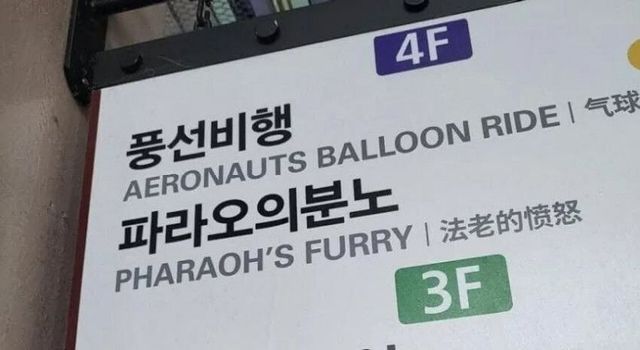 4F
풍선비행
AERONAUTS BALLOON RIDE | 气球
파라오의분노
PHARAOH'S FURRY | 法老的愤怒
3F